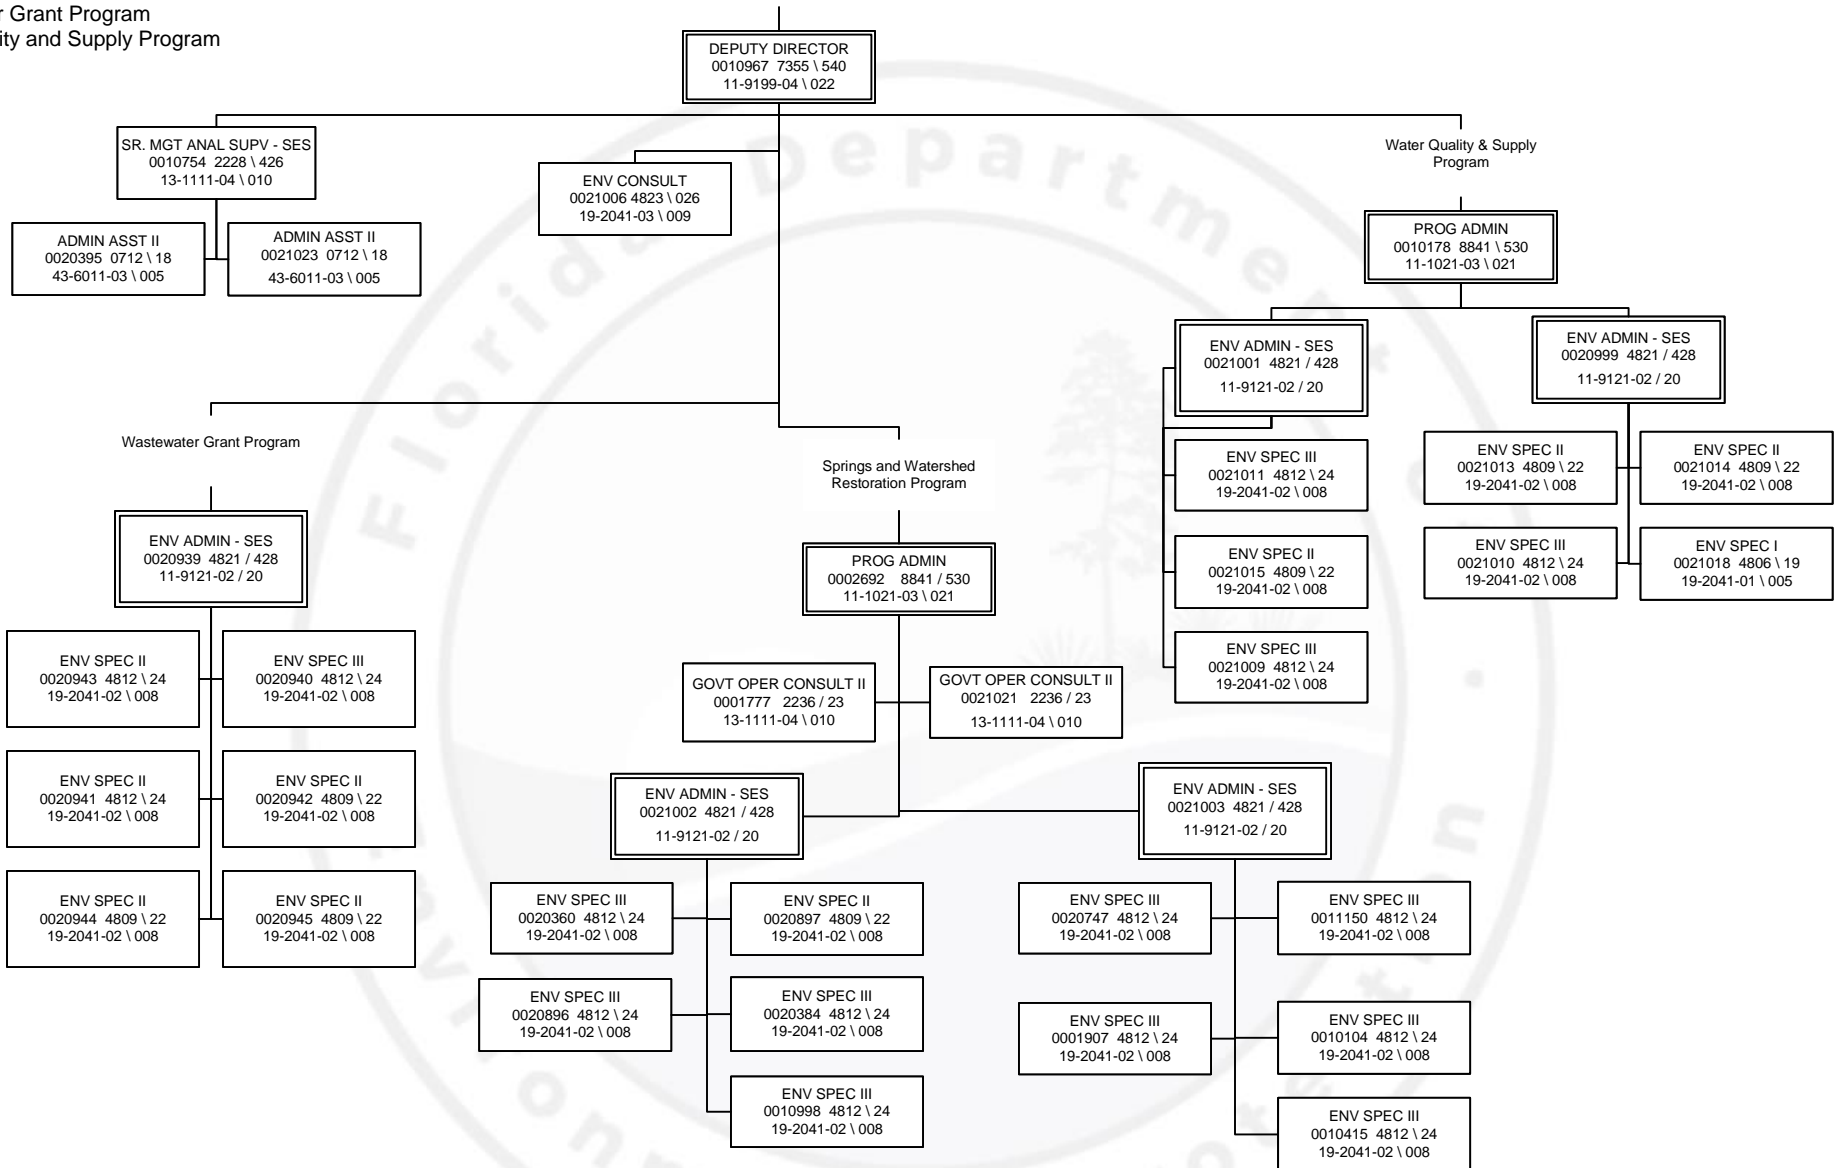 r Grant Program
ity and Supply Program
DEPUTY DIRECTOR
0010967 7355 \ 540
11-9199-04 \ 022
SR. MGT ANAL SUPV - SES
0010754 2228 \ 426
13-1111-04 \ 010
ADMIN ASST II
0020395 0712 \ 18
43-6011-03 \ 005
ADMIN ASST II
0021023 0712 \ 18
43-6011-03 \ 005
ENV CONSULT
0021006 4823 \ 026
19-2041-03 \ 009
Water Quality & Supply
Program
PROG ADMIN
0010178 8841 \ 530
11-1021-03 \ 021
ENV ADMIN - SES
0021001 4821 / 428
11-9121-02 / 20
ENV SPEC III
0021011 4812 \ 24
19-2041-02 \ 008
ENV SPEC II
0021015 4809 \ 22
19-2041-02 \ 008
ENV SPEC III
0021009 4812 \ 24
19-2041-02 \ 008
ENV ADMIN - SES
0020999 4821 / 428
11-9121-02 / 20
ENV SPEC II
0021013 4809 \ 22
19-2041-02 \ 008
ENV SPEC II
0021014 4809 \ 22
19-2041-02 \ 008
ENV SPEC III
0021010 4812 \ 24
19-2041-02 \ 008
ENV SPEC I
0021018 4806 \ 19
19-2041-01 \ 005
Wastewater Grant Program
ENV ADMIN - SES
0020939 4821 / 428
11-9121-02 / 20
ENV SPEC II
0020943 4812 \ 24
19-2041-02 \ 008
ENV SPEC III
0020940 4812 \ 24
19-2041-02 \ 008
ENV SPEC II
0020941 4812 \ 24
19-2041-02 \ 008
ENV SPEC II
0020942 4809 \ 22
19-2041-02 \ 008
ENV SPEC II
0020944 4809 \ 22
19-2041-02 \ 008
ENV SPEC II
0020945 4809 \ 22
19-2041-02 \ 008
Springs and Watershed
Restoration Program
PROG ADMIN
0002692 8841 / 530
11-1021-03 \ 021
GOVT OPER CONSULT II
0001777 2236 / 23
13-1111-04 \ 010
GOVT OPER CONSULT II
0021021 2236 / 23
13-1111-04 \ 010
ENV ADMIN - SES
0021002 4821 / 428
11-9121-02 / 20
ENV SPEC III
0020360 4812 \ 24
19-2041-02 \ 008
ENV SPEC II
0020897 4809 \ 22
19-2041-02 \ 008
ENV SPEC III
0020896 4812 \ 24
19-2041-02 \ 008
ENV SPEC III
0020384 4812 \ 24
19-2041-02 \ 008
ENV SPEC III
0010998 4812 \ 24
19-2041-02 \ 008
ENV ADMIN - SES
0021003 4821 / 428
11-9121-02 / 20
ENV SPEC III
0020747 4812 \ 24
19-2041-02 \ 008
ENV SPEC III
0011150 4812 \ 24
19-2041-02 \ 008
ENV SPEC III
0001907 4812 \ 24
19-2041-02 \ 008
ENV SPEC III
0010104 4812 \ 24
19-2041-02 \ 008
ENV SPEC III
0010415 4812 \ 24
19-2041-02 \ 008
Florida Department